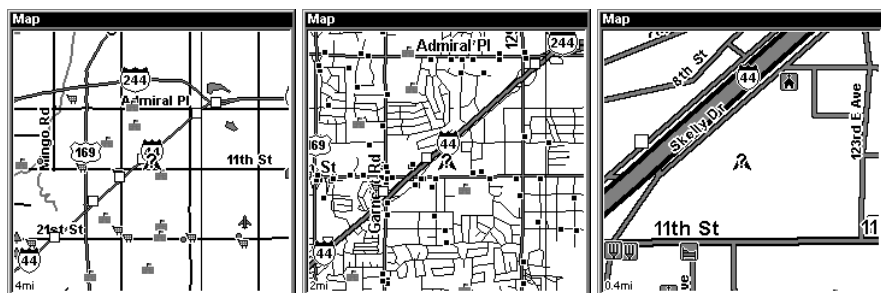 Map
244
Admiral Pl
Mingo Rd
169
44
11th St
21st St
44
4mi
Map
Admiral Pl
244
44
169
St
Garnett Rd
44
2mi
Map
8th St
44
Skelly Dr
123rd E Ave
11th St
11
0.4mi